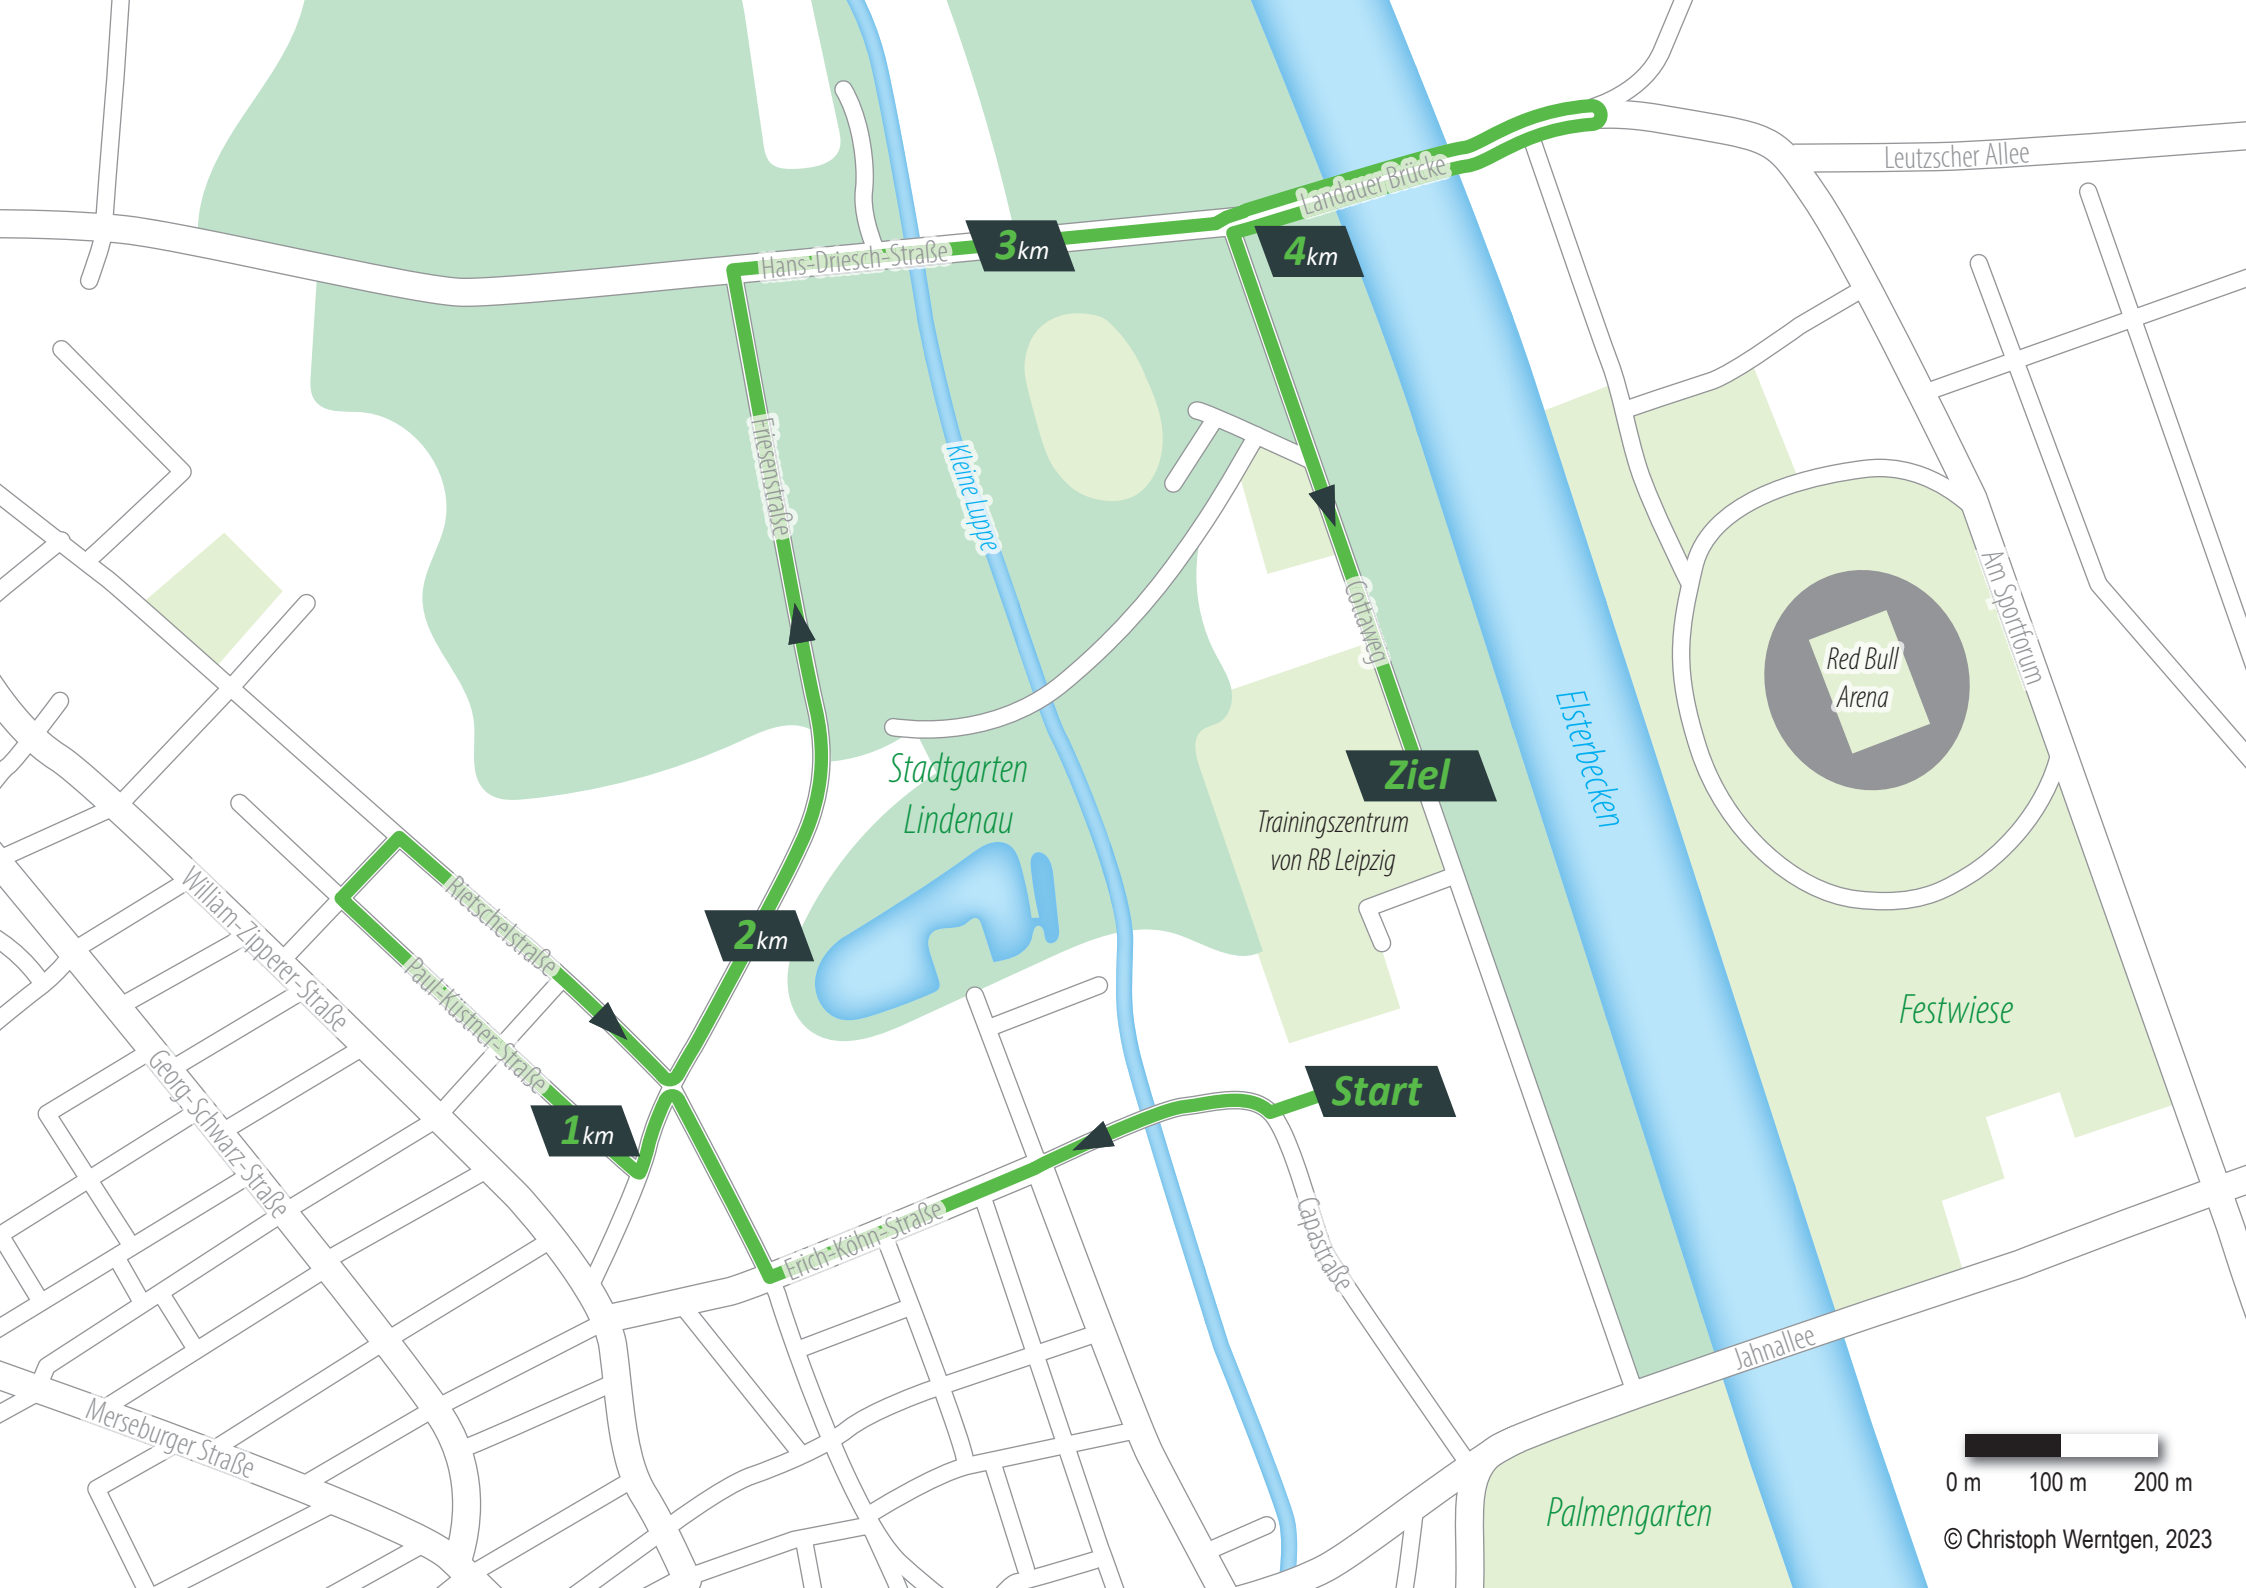 Leutzscher Allee
Landauer Brücke
Hans-Driesch-Straße
3km
4km
Friesenstraße
Kleine Luppe
Cottaweg
Am Sportforum
Red Bull
Arena
Elsterbecken
Stadtgarten
Lindenau
Ziel
Trainingszentrum
von RB Leipzig
Rietschelstraße
William-Zipperer-Straße
Paul-Küstner-Straße
2km
Festwiese
Georg-Schwarz-Straße
1km
Start
Erich-Köhn-Straße
Capastraße
Jahnallee
Merseburger Straße
Palmengarten
0 m 100 m 200 m
© Christoph Werntgen, 2023